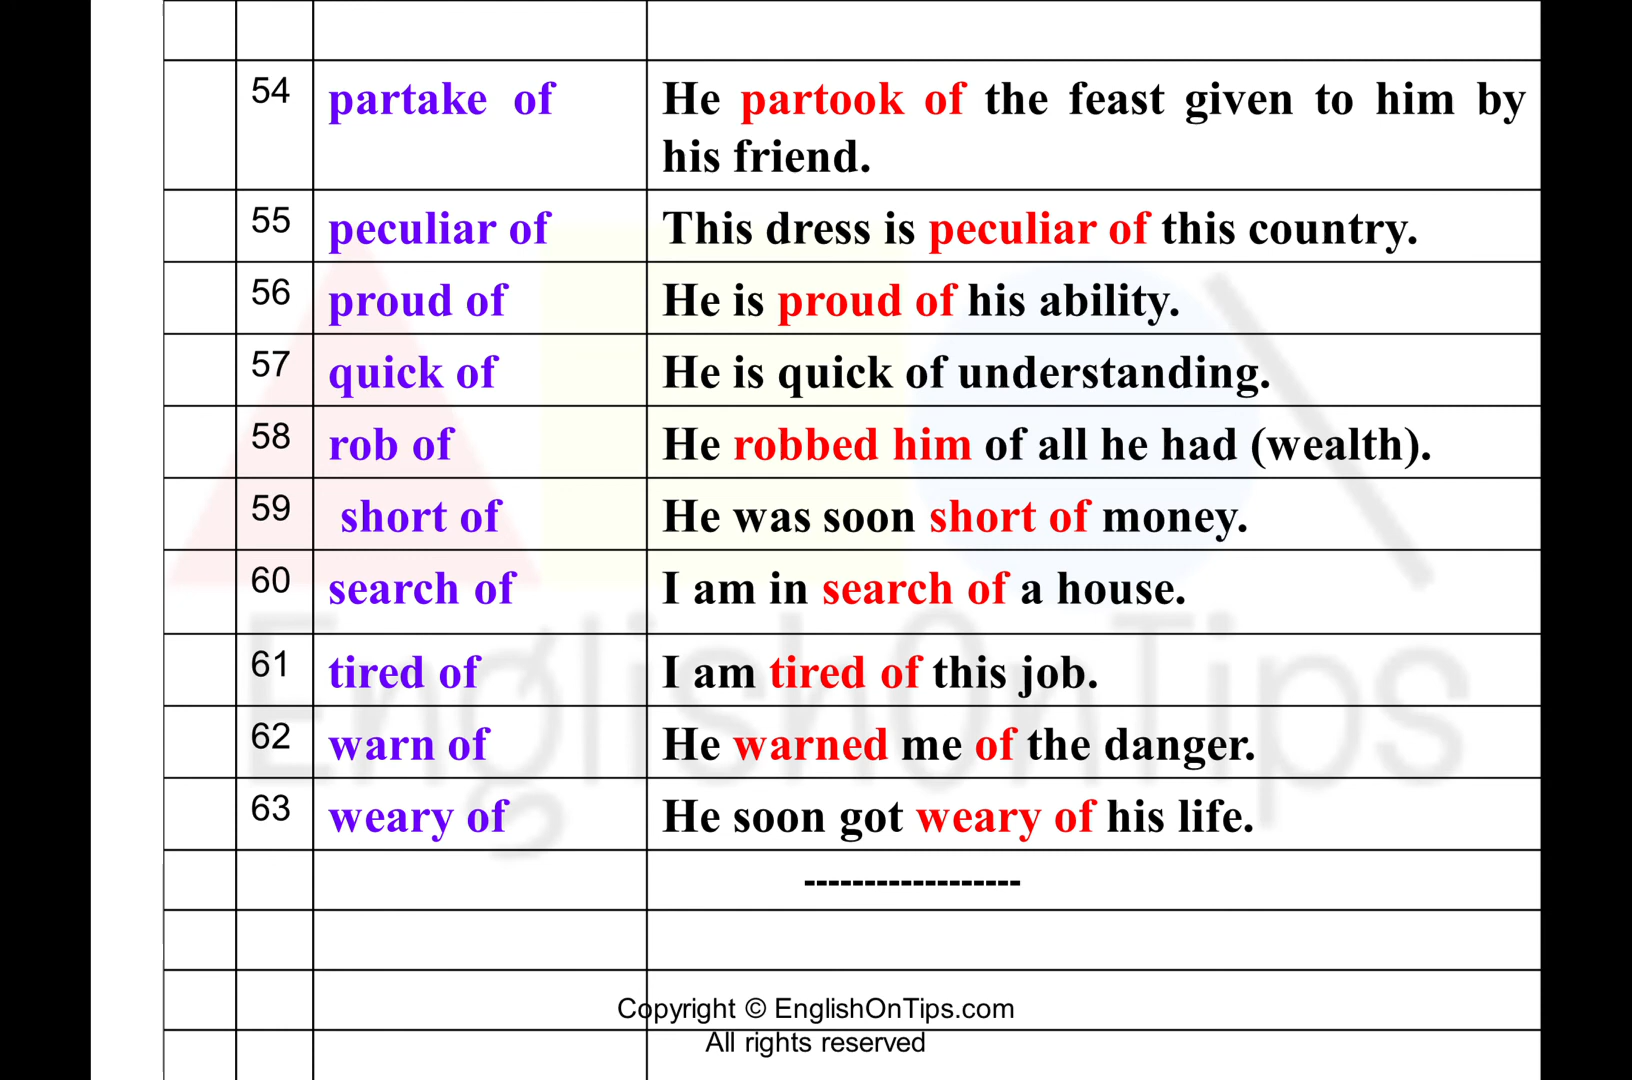 54 partake of He partook of the feast given to him by
his friend.
55 peculiar of This dress is peculiar of this country.
56 proud of He is proud of his ability.
57 quick of He is quick of understanding.
58 rob of He robbed him of all he had (wealth).
59 short of He was soon short of money.
60 search of I am in search of a house.
61 tired of I am tired of this job.
62 warn of He warned me of the danger.
63 weary of He soon got weary of his life.
------------------
EnglishOnTips
Copyright © EnglishOnTips.com
All rights reserved